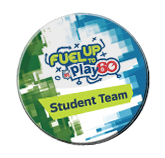 FUEL UP
TO
Play 60
Student Team